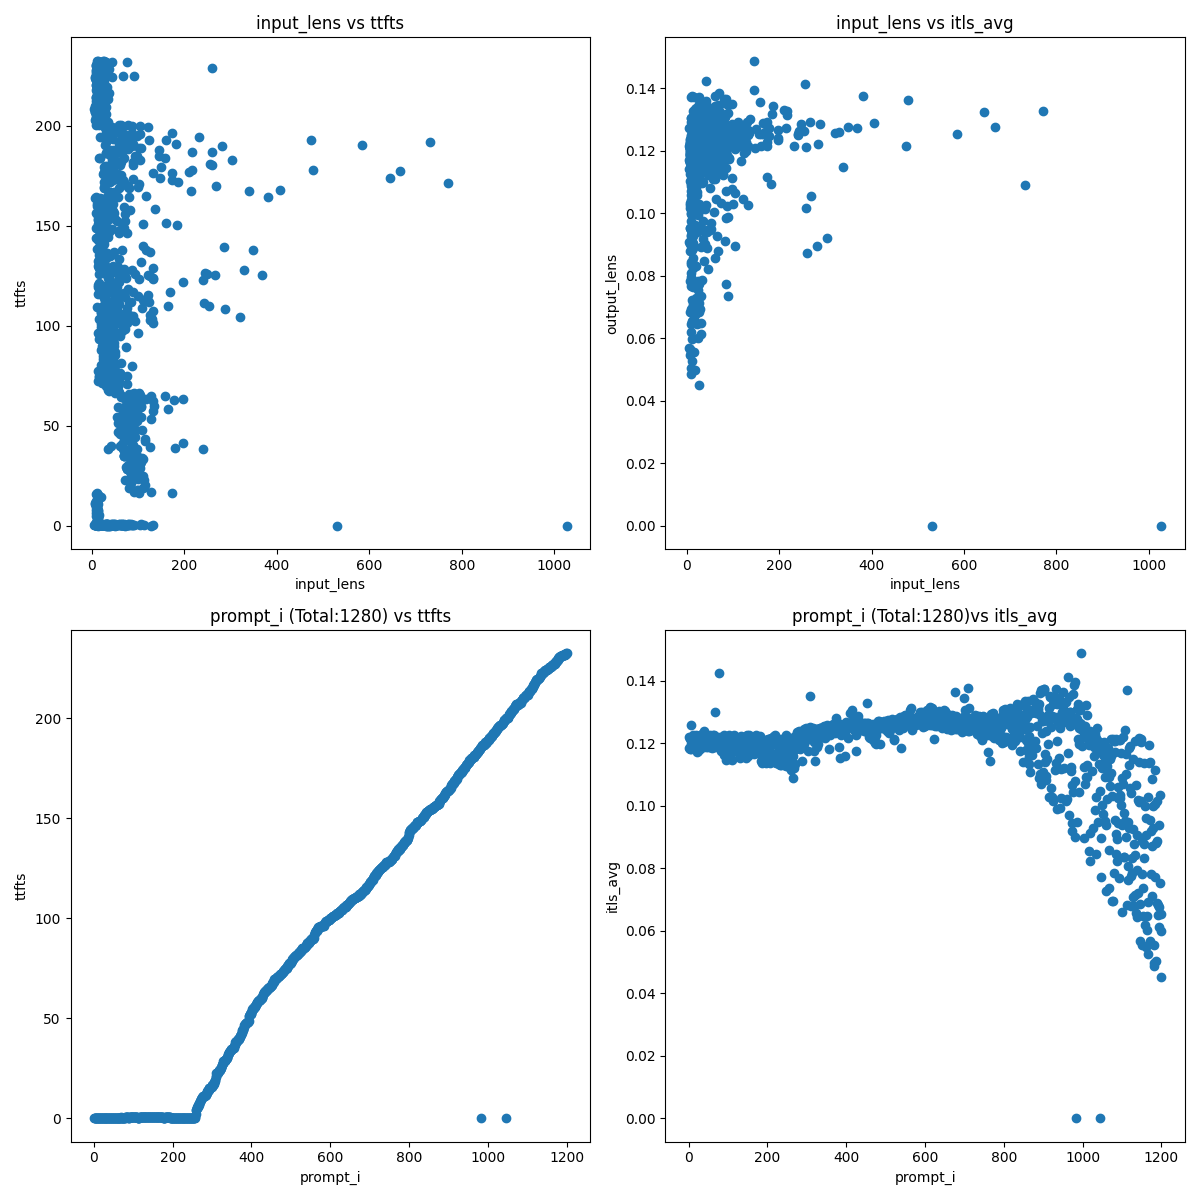 input_lens vs ttfts
ttfts
200
150
100
50
0
0 200 400 600 800 1000
input_lens
input_lens vs itls_avg
output_lens
0.14
0.12
0.10
0.08
0.06
0.04
0.02
0.00
0 200 400 600 800 1000
input_lens
prompt_i (Total:1280) vs ttfts
ttfts
200
150
100
50
0
0 200 400 600 800 1000 1200
prompt_i
prompt_i (Total:1280)vs itls_avg
itls_avg
0.14
0.12
0.10
0.08
0.06
0.04
0.02
0.00
0 200 400 600 800 1000 1200
prompt_i